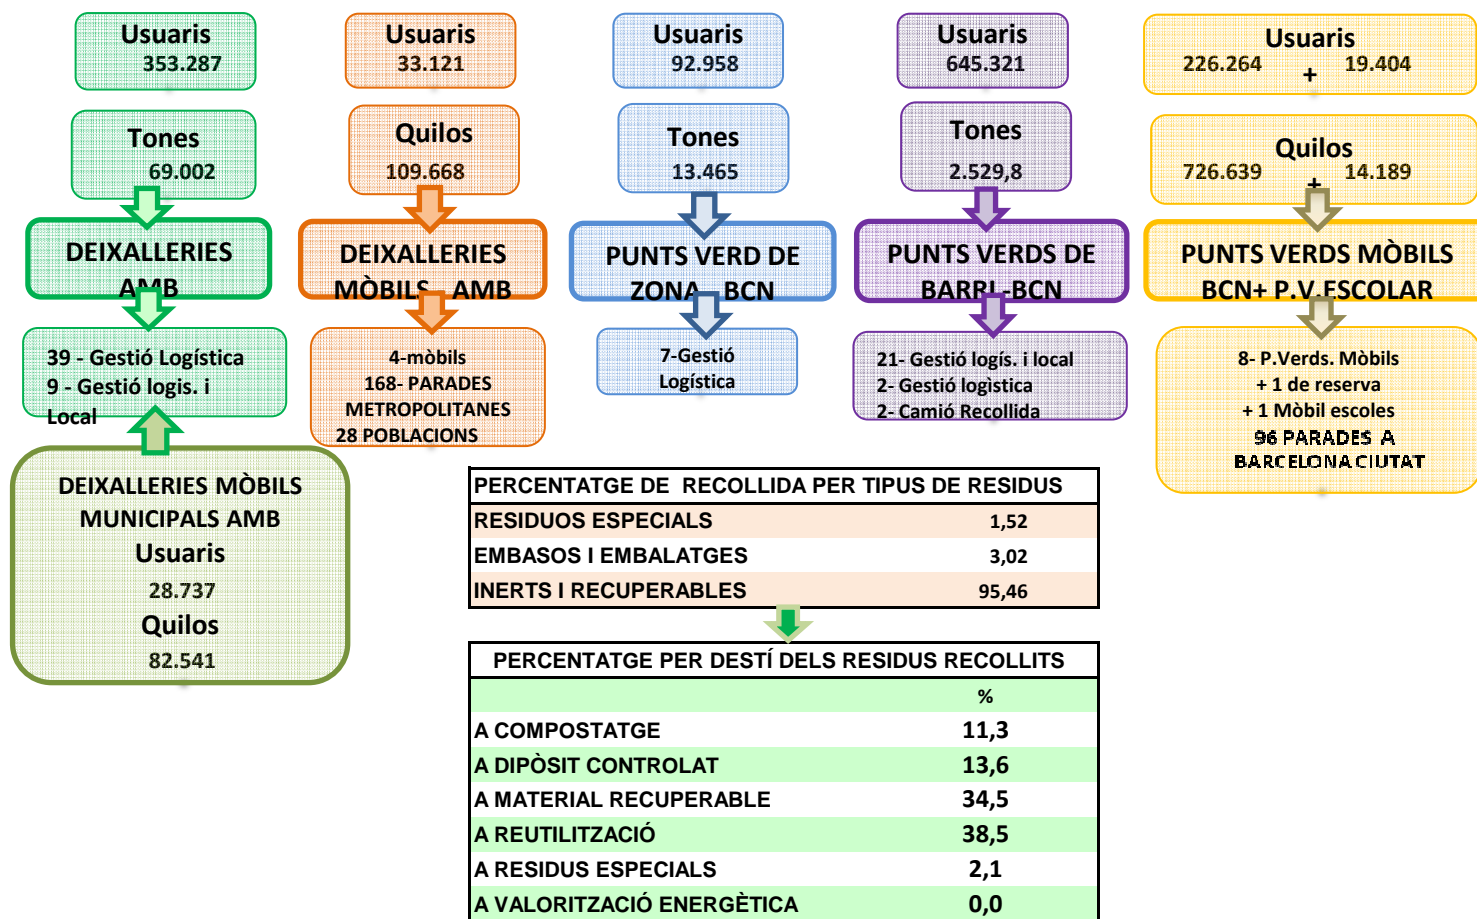 Usuaris
353.287
Tones
69.002
DEIXALLERIES
AMB
39 - Gestió Logística
9 - Gestió logis. i
Local
DEIXALLERIES MÒBILS
MUNICIPALS AMB
Usuaris
28.737
Quilos
82.541
Usuaris
33.121
Quilos
109.668
DEIXALLERIES
MÒBILS AMB
4-mòbils
168- PARADES
METROPOLITANES
28 POBLACIONS
Usuaris
92.958
Tones
13.465
PUNTS VERD DE
ZONA BCN
7-Gestió
Logística
Usuaris
645.321
Tones
2.529,8
PUNTS VERDS DE
BARRI-BCN
21- Gestió logís. i local
2- Gestió logìstica
2- Camió Recollida
Usuaris
226.264 + 19.404
Quilos
726.639 + 14.189
PUNTS VERDS MÒBILS
BCN+ P.V.ESCOLAR
8- P.Verds. Mòbils
+ 1 de reserva
+ 1 Mòbil escoles
96 PARADES A
BARCELONA CIUTAT
PERCENTATGE DE RECOLLIDA PER TIPUS DE RESIDUS
RESIDUOS ESPECIALS 1,52
EMBASOS I EMBALATGES 3,02
INERTS I RECUPERABLES 95,46
PERCENTATGE PER DESTÍ DELS RESIDUS RECOLLITS
%
A COMPOSTATGE 11,3
A DIPÒSIT CONTROLAT 13,6
A MATERIAL RECUPERABLE 34,5
A REUTILITZACIÓ 38,5
A RESIDUS ESPECIALS 2,1
A VALORITZACIÓ ENERGÈTICA 0,0